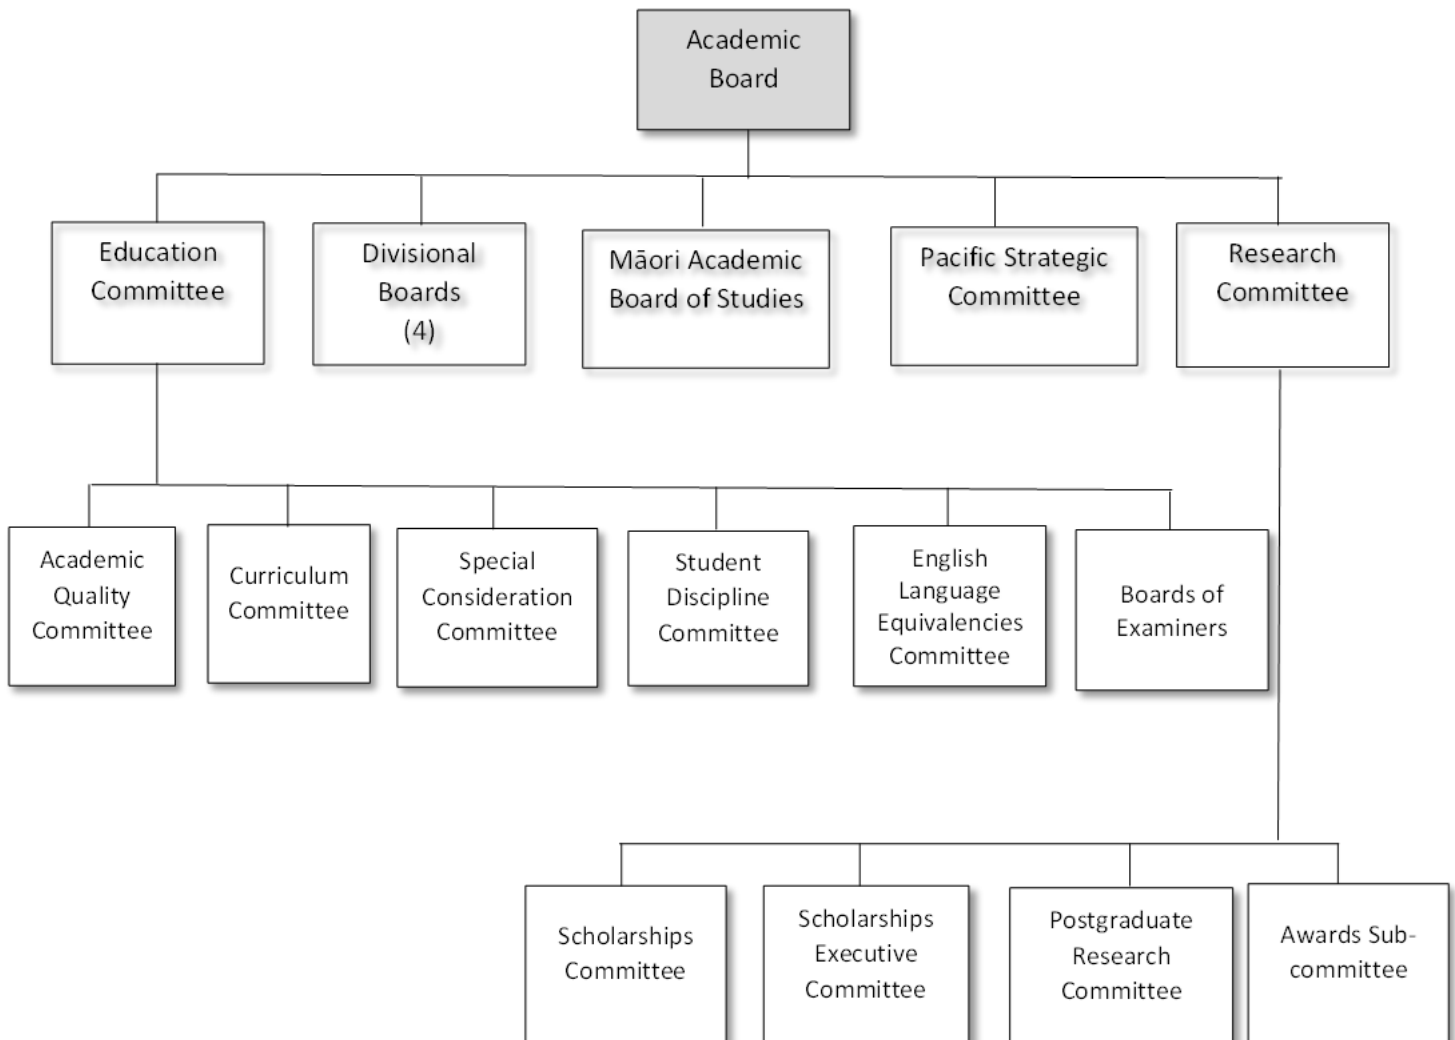 Academic
Board
Education
Committee
Divisional
Boards
(4)
Māori Academic
Board of Studies
Pacific Strategic
Committee
Research
Committee
Academic
Quality
Committee
Curriculum
Committee
Special
Consideration
Committee
Student
Discipline
Committee
English
Language
Equivalencies
Committee
Boards of
Examiners
Scholarships
Committee
Scholarships
Executive
Committee
Postgraduate
Research
Committee
Awards Sub-
committee